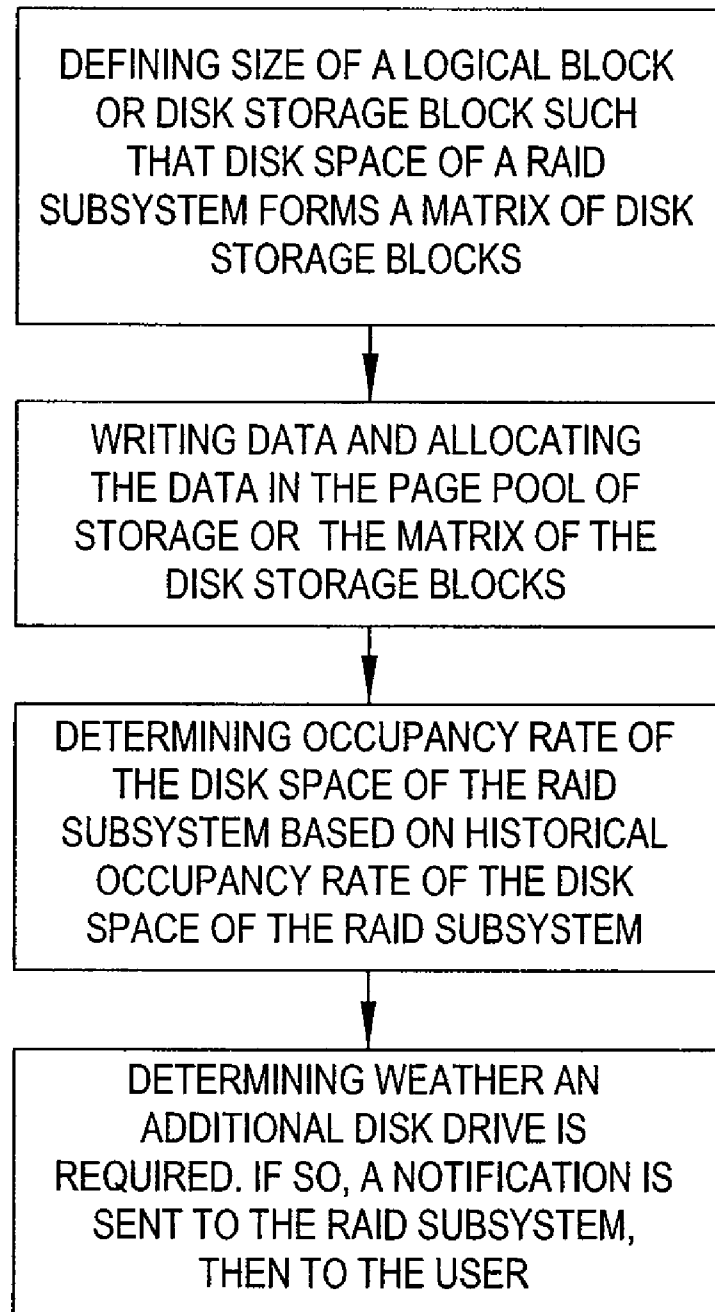 DEFINING SIZE OF A LOGICAL BLOCK
OR DISK STORAGE BLOCK SUCH
THAT DISK SPACE OF A RAID
SUBSYSTEM FORMS A MATRIX OF DISK
STORAGE BLOCKS
WRITING DATA AND ALLOCATING
THE DATA IN THE PAGE POOL OF
STORAGE OR THE MATRIX OF THE
DISK STORAGE BLOCKS
DETERMINING OCCUPANCY RATE OF
THE DISK SPACE OF THE RAID
SUBSYSTEM BASED ON HISTORICAL
OCCUPANCY RATE OF THE DISK
SPACE OF THE RAID SUBSYSTEM
DETERMINING WEATHER AN
ADDITIONAL DISK DRIVE IS
REQUIRED. IF SO, A NOTIFICATION IS
SENT TO THE RAID SUBSYSTEM,
THEN TO THE USER